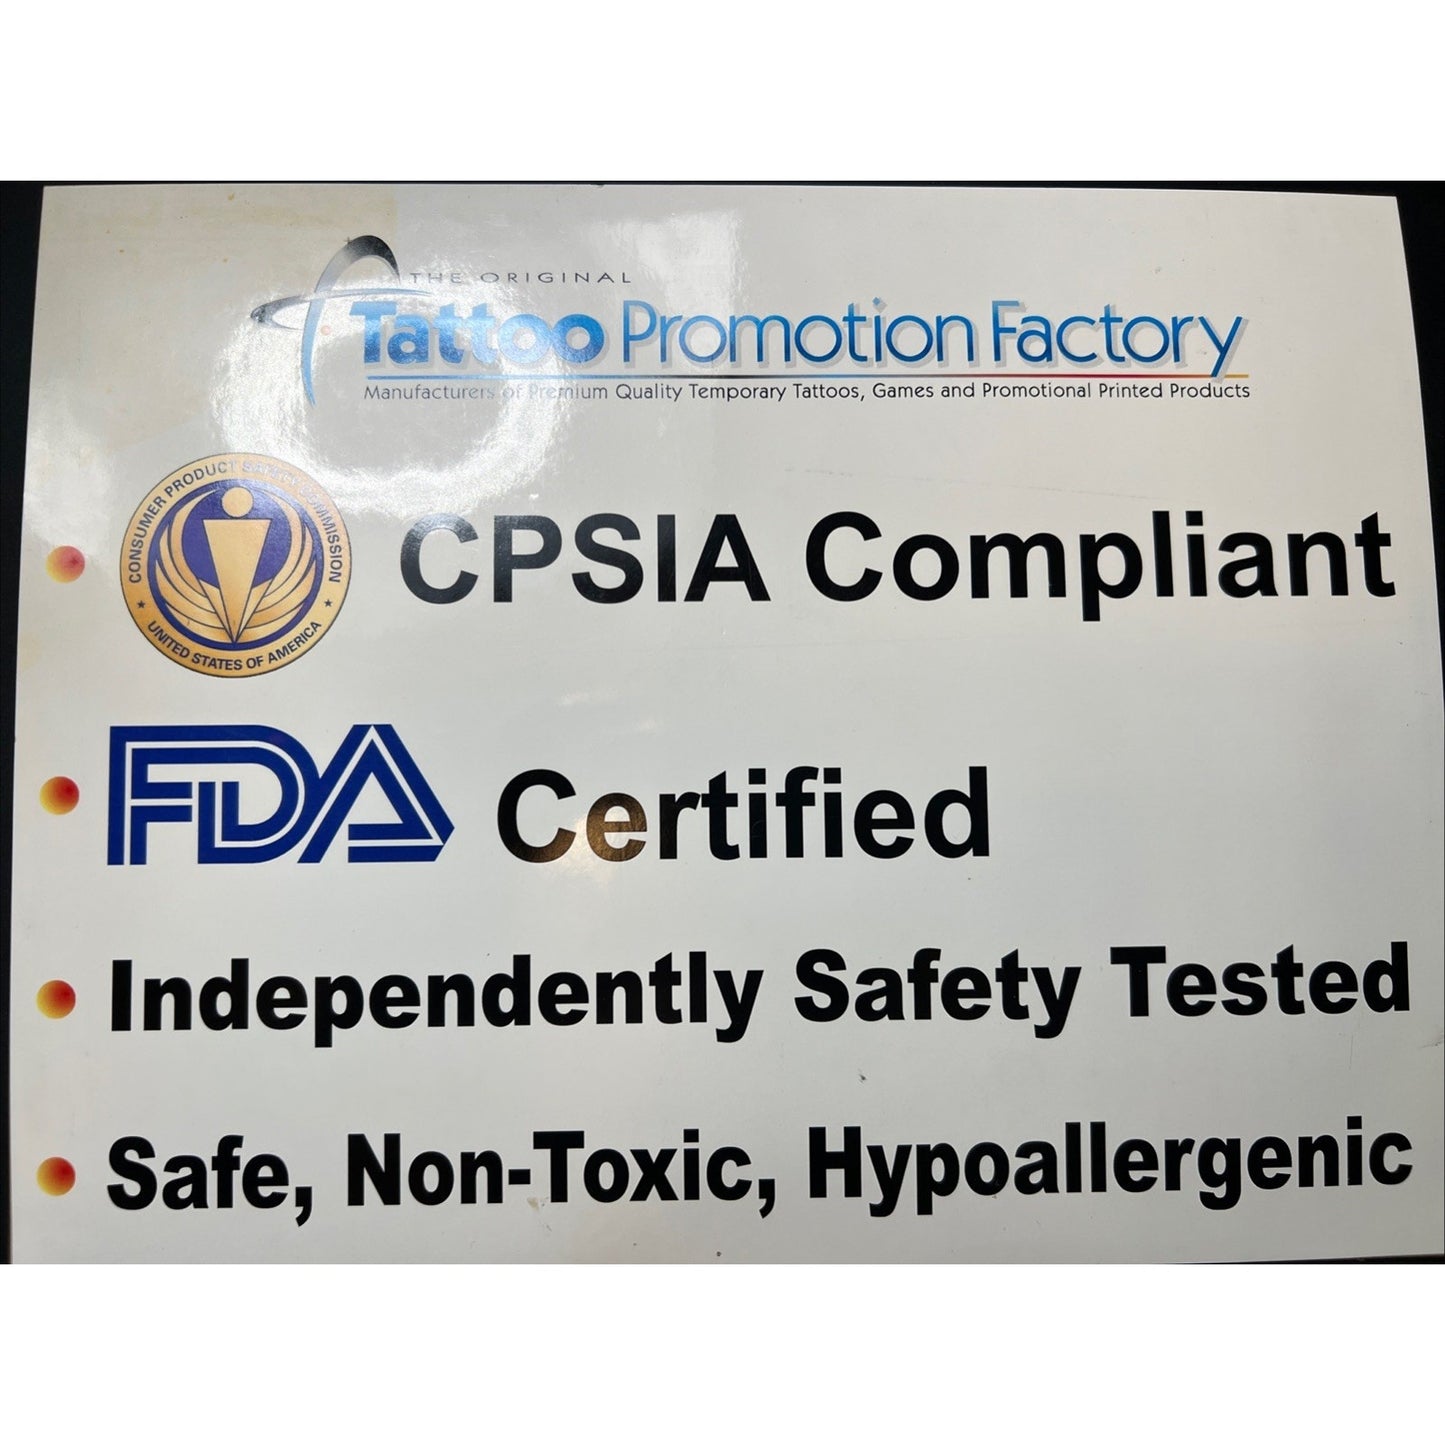 THE ORIGINAL
Tattoo Promotion Factory
Manufacturers of Premium Quality Temporary Tattoos, Games and Promotional Printed Products
CONSUMER PRODUCT SAFETY COMMISSION
UNITED STATES OF AMERICA
CPSIA Compliant
FDA Certified
Independently Safety Tested
Safe, Non-Toxic, Hypoallergenic